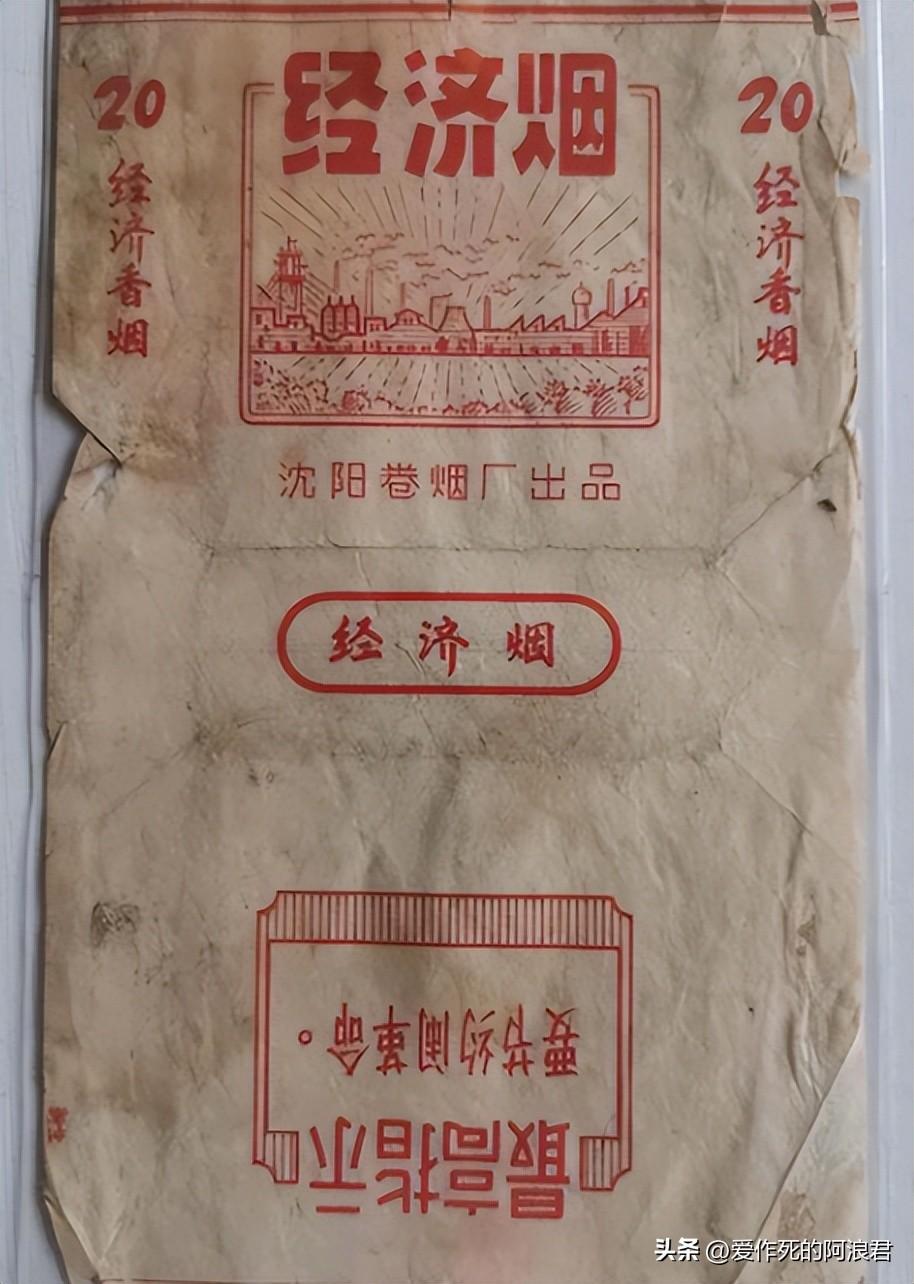 经济烟
20
经济香烟
20
经济香烟
沈阳卷烟厂出品
经济烟
最高指示
要节约闹革命。
头条 @爱作死的阿浪君